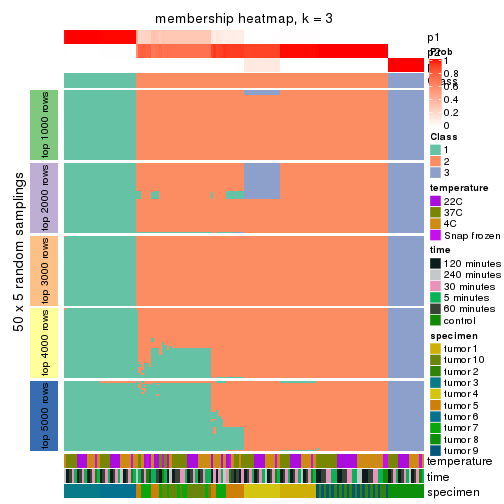 membership heatmap, k = 3
p1
p2
Prob
1
0.8
0.6
0.4
0.2
0
Class
1
2
3
temperature
22C
37C
4C
Snap frozen
time
120 minutes
240 minutes
30 minutes
5 minutes
60 minutes
control
specimen
tumor 1
tumor 10
tumor 2
tumor 3
tumor 4
tumor 5
tumor 6
tumor 7
tumor 8
tumor 9
50 x 5 random samplings
top 1000 rows
top 2000 rows
top 3000 rows
top 4000 rows
top 5000 rows
temperature
time
specimen